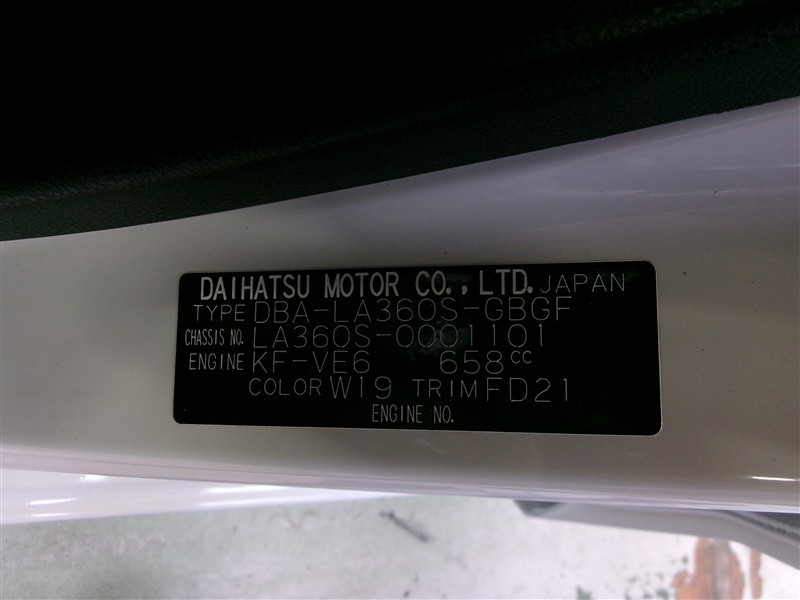 DAIHATSU MOTOR CO.,LTD. JAPAN
TYPE DBA-LA360S-GBGF
CHASSIS NO. LA360S-0001101
ENGINE KF-VE6 658cc
COLOR W19 TRIM FD21
ENGINE NO.